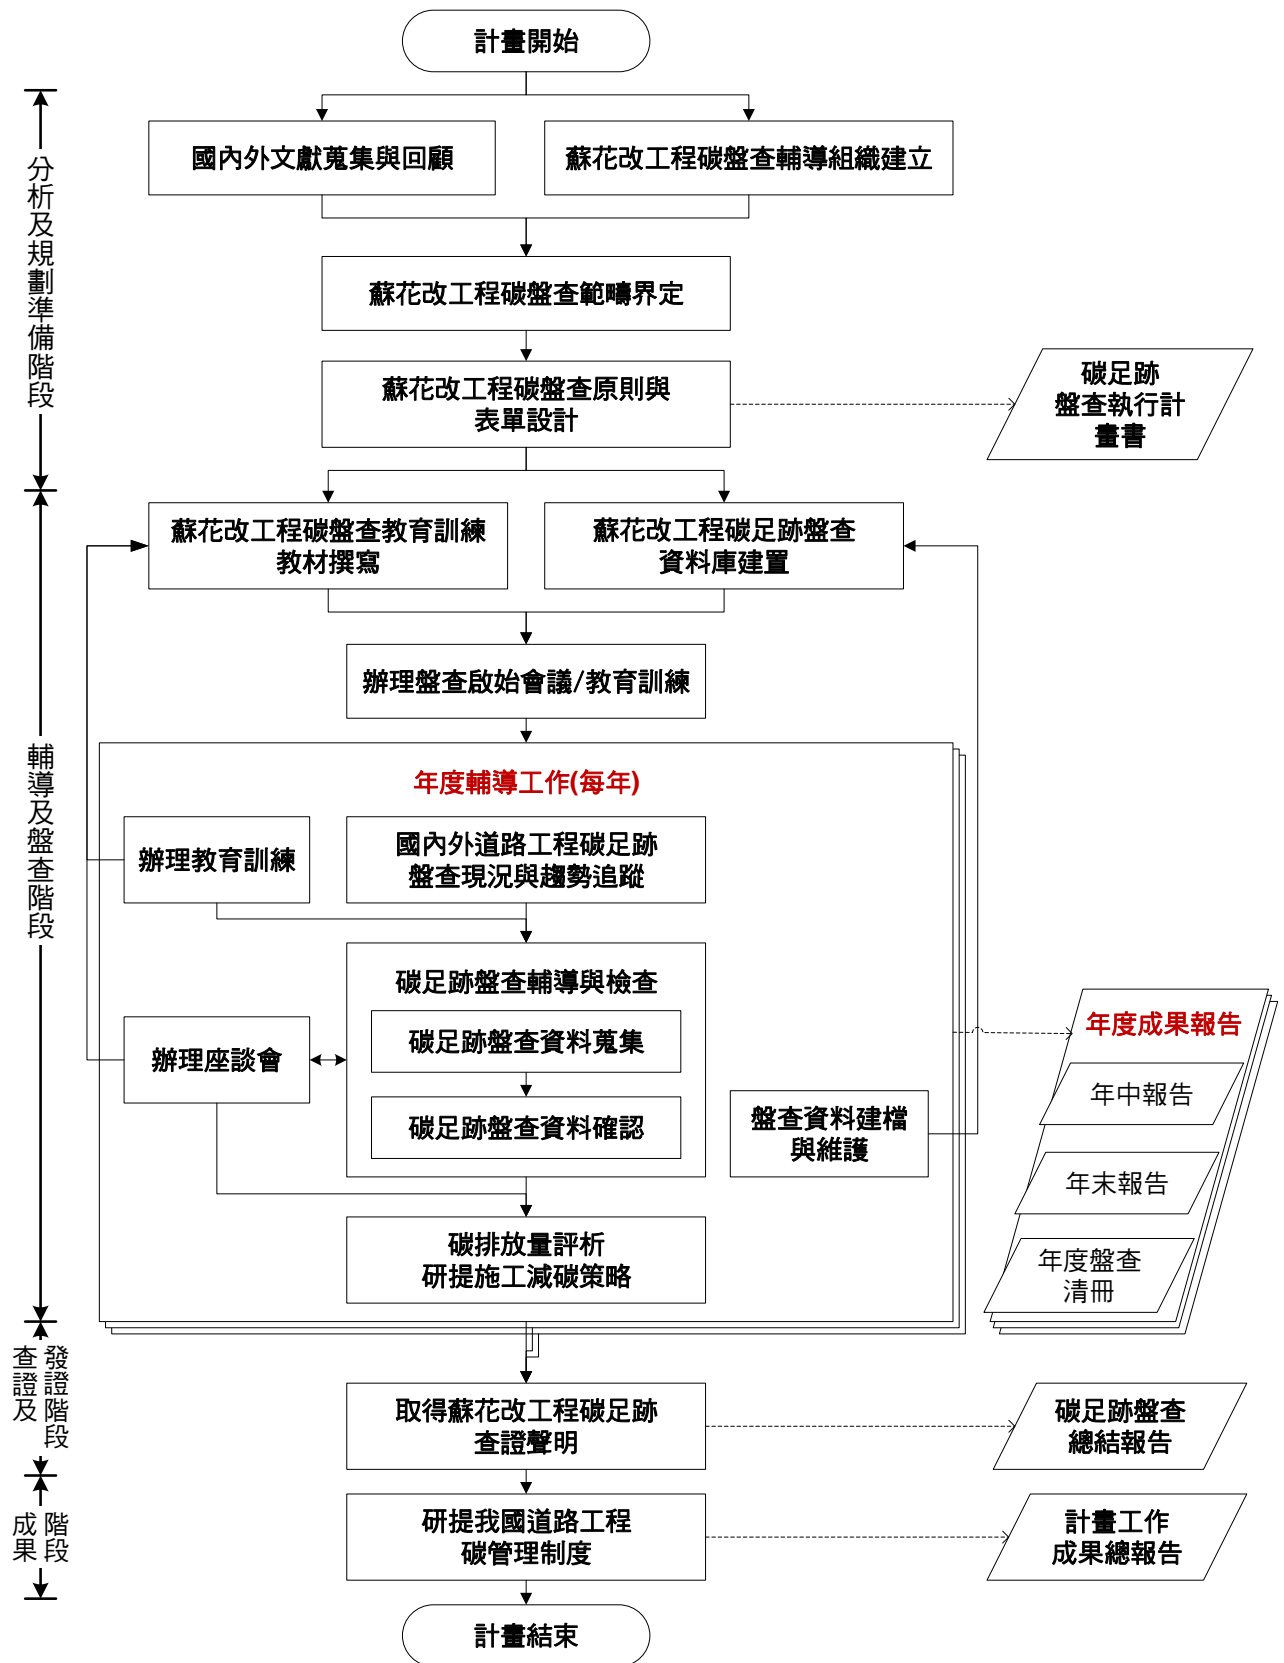 計畫開始
分析及規劃準備階段
國內外文獻蒐集與回顧
蘇花改工程碳盤查輔導組織建立
蘇花改工程碳盤查範疇界定
蘇花改工程碳盤查原則與
表單設計
碳足跡
盤查執行計
畫書
輔導及盤查階段
蘇花改工程碳盤查教育訓練
教材撰寫
蘇花改工程碳足跡盤查
資料庫建置
辦理盤查啟始會議/教育訓練
年度輔導工作(每年)
辦理教育訓練
國內外道路工程碳足跡
盤查現況與趨勢追蹤
碳足跡盤查輔導與檢查
碳足跡盤查資料蒐集
碳足跡盤查資料確認
辦理座談會
盤查資料建檔
與維護
碳排放量評析
研提施工減碳策略
年度成果報告
年中報告
年末報告
年度盤查
清冊
查證及
發證階段
取得蘇花改工程碳足跡
查證聲明
碳足跡盤查
總結報告
成果
階段
研提我國道路工程
碳管理制度
計畫工作
成果總報告
計畫結束